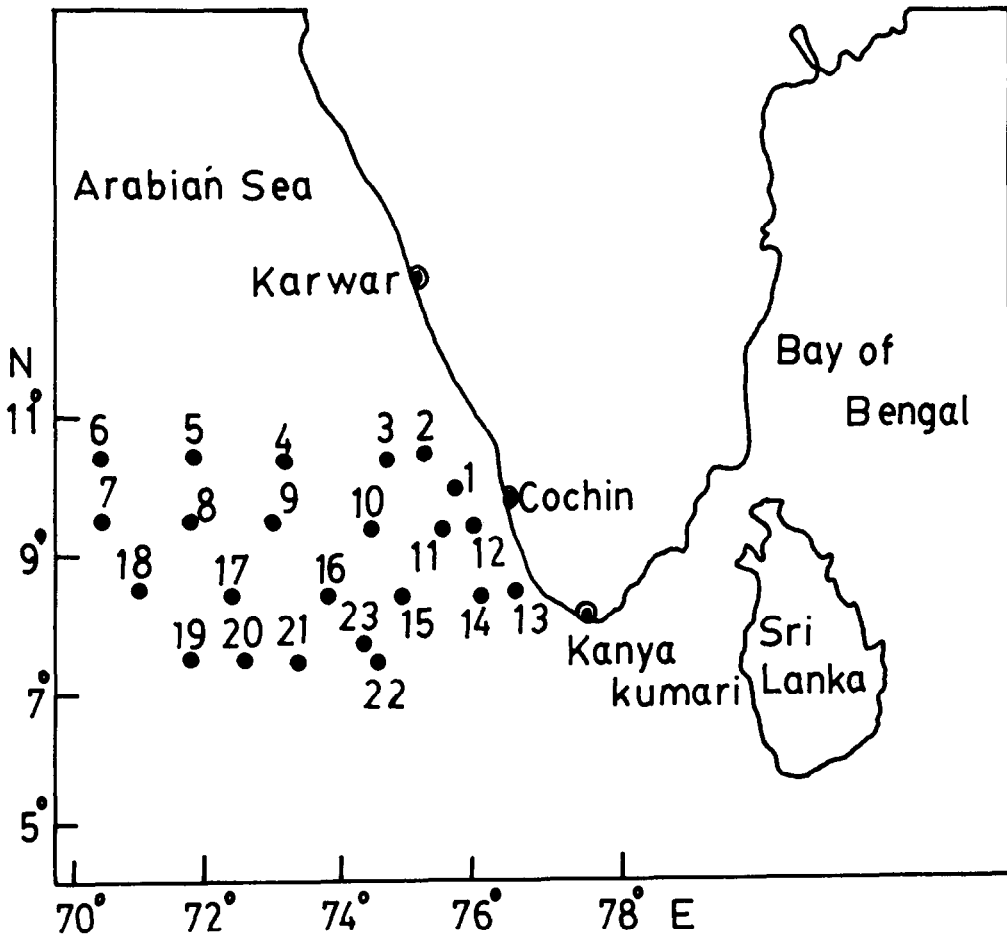 Arabian Sea
Karwar
Bay of
Bengal
N
11°
9°
7°
5°
6
5
4
3
2
1
7
8
9
10
11
12
Cochin
18
17
16
15
14
13
23
19
20
21
22
Kanya
kumari
Sri
Lanka
70°
72°
74°
76°
78° E